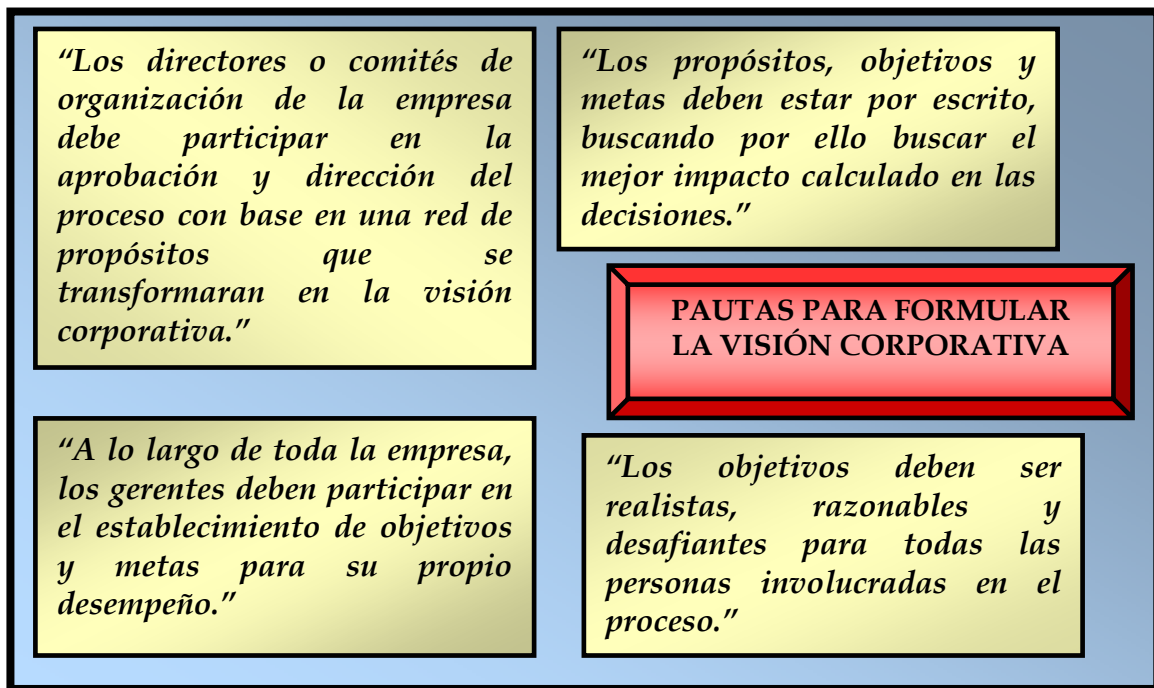 “Los directores o comités de
organización de la empresa
debe participar en la
aprobación y dirección del
proceso con base en una red de
propósitos que se
transformaran en la visión
corporativa.”
“Los propósitos, objetivos y
metas deben estar por escrito,
buscando por ello buscar el
mejor impacto calculado en las
decisiones.”
PAUTAS PARA FORMULAR
LA VISIÓN CORPORATIVA
“A lo largo de toda la empresa,
los gerentes deben participar en
el establecimiento de objetivos
y metas para su propio
desempeño.”
“Los objetivos deben ser
realistas, razonables y
desafiantes para todas las
personas involucradas en el
proceso.”